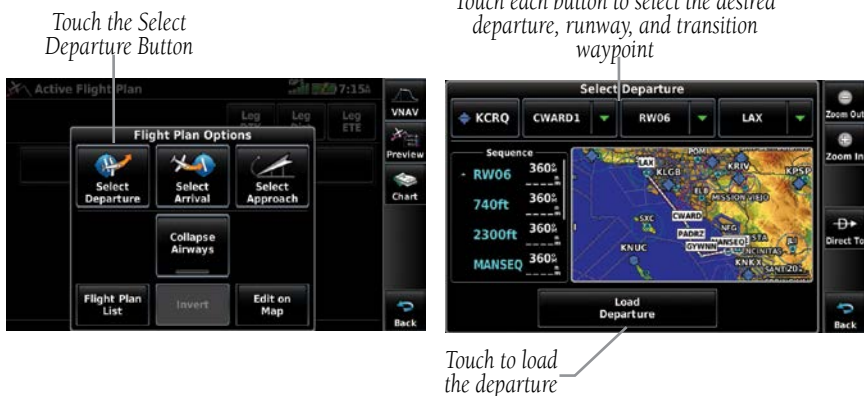 Touch the Select
Departure Button
Touch each button to select the desired
departure, runway, and transition
waypoint
Active Flight Plan
GPS
7:15
Leg
DTK
Leg
Leg
ETE
Flight Plan Options
Select
Departure
Select
Arrival
Select
Approach
Collapse
Airways
Flight Plan
List
Invert
Edit on
Map
VNAV
Preview
Chart
Back
Select Departure
KCRQ
CWARD1
RW06
LAX
Sequence
RW06 360°
740ft 360°
2300ft 360°
MANSEQ 360°
POM
LAX
KLGB
KRIV
KPSP
ELB
MISSION VIEJO
SXC
CWARD
PADRZ
NFG
GYWNN
MANSEQ
KNUC
KNKX
Load
Departure
Zoom Out
Zoom In
Direct To
Back
Touch to load
the departure